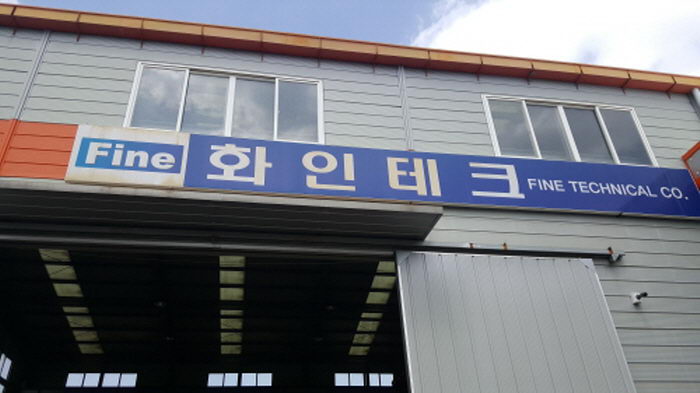 Fine 화인테크 FINE TECHNICAL CO.